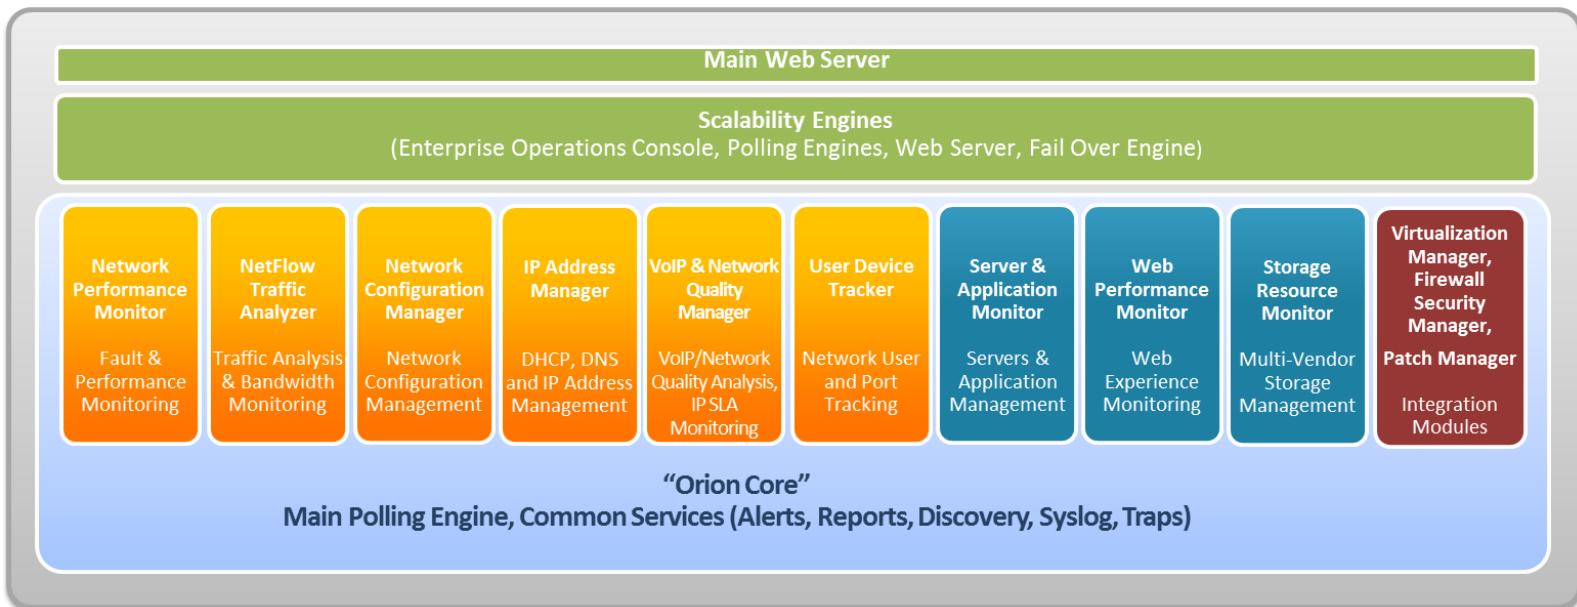 Main Web Server
Scalability Engines
(Enterprise Operations Console, Polling Engines, Web Server, Fail Over Engine)
Network
Performance
Monitor
Fault &
Performance
Monitoring
NetFlow
Traffic
Analyzer
Traffic Analysis
& Bandwidth
Monitoring
Network
Configuration
Manager
Network
Configuration
Management
IP Address
Manager
DHCP, DNS
and IP Address
Management
VoIP & Network
Quality
Manager
VoIP/Network
Quality Analysis,
IP SLA
Monitoring
User Device
Tracker
Network User
and Port
Tracking
Server &
Application
Monitor
Servers &
Application
Management
Web
Performance
Monitor
Web
Experience
Monitoring
Storage
Resource
Monitor
Multi-Vendor
Storage
Management
Virtualization
Manager,
Firewall
Security
Manager,
Patch Manager
Integration
Modules
“Orion Core”
Main Polling Engine, Common Services (Alerts, Reports, Discovery, Syslog, Traps)